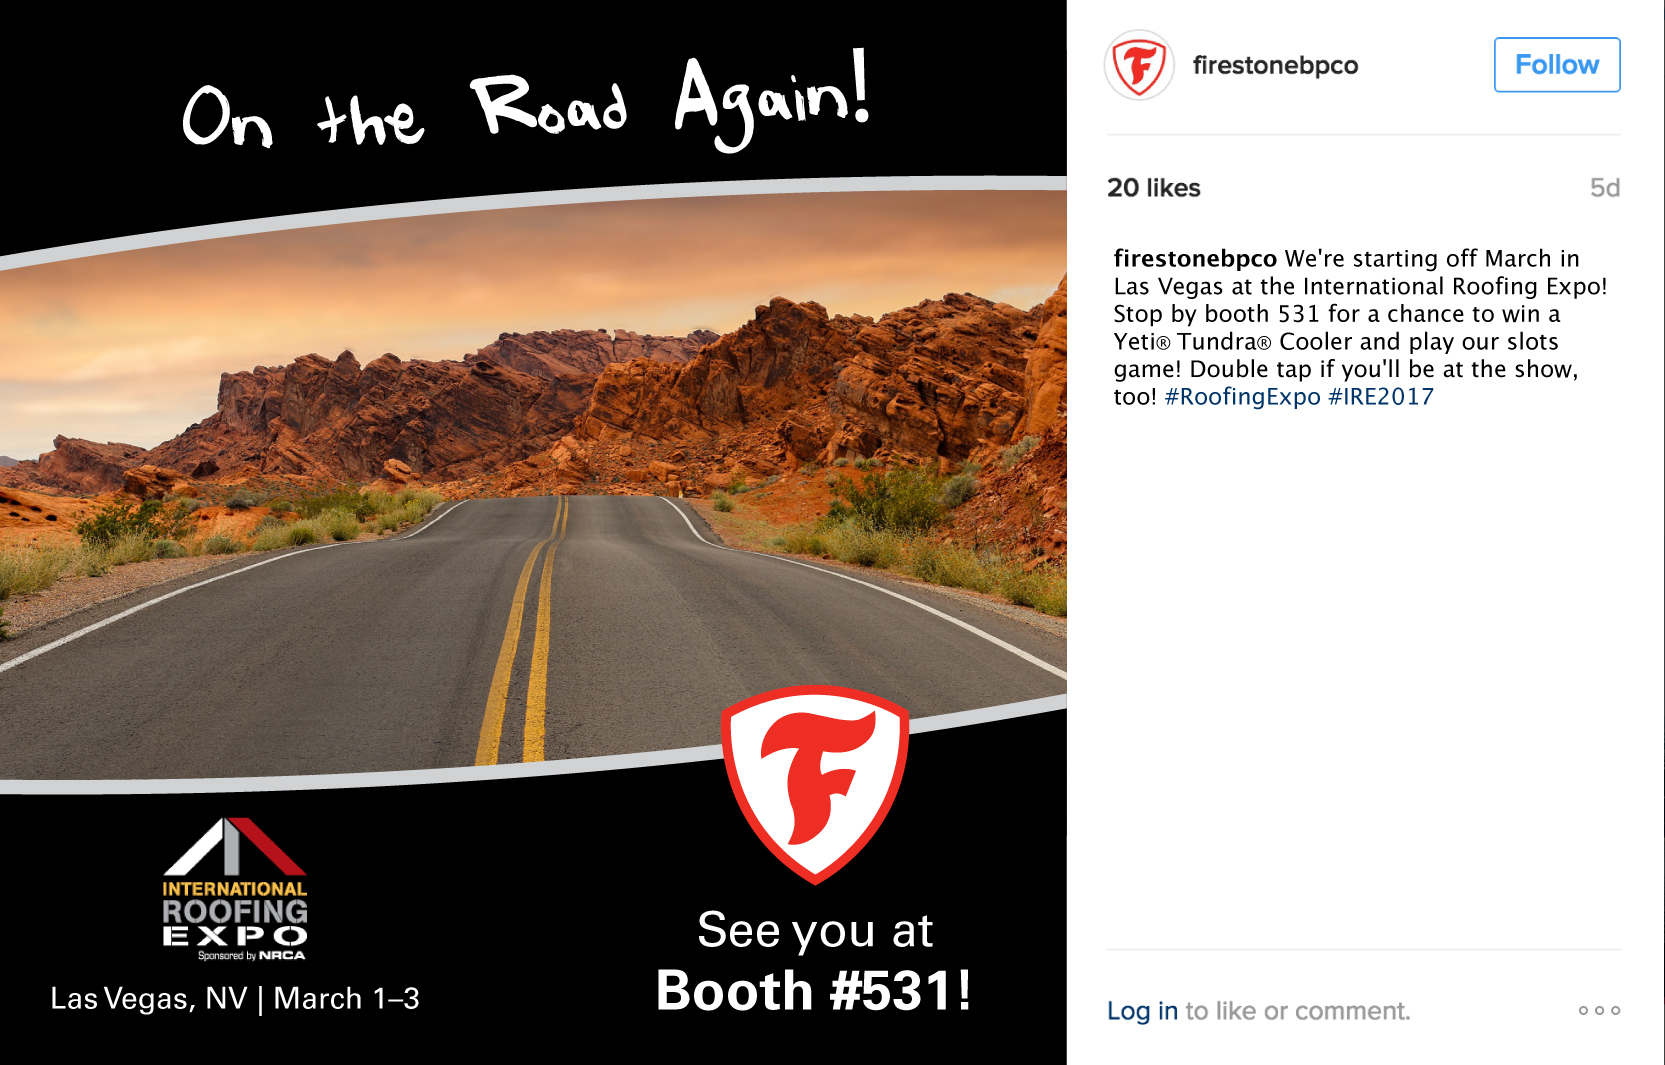 On the Road Again!
F
INTERNATIONAL
ROOFING
EXPO
Sponsored by NRCA
Las Vegas, NV | March 1–3
See you at
Booth #531!
F
firestonebpco
Follow
20 likes
5d
firestonebpco We're starting off March in
Las Vegas at the International Roofing Expo!
Stop by booth 531 for a chance to win a
Yeti® Tundra® Cooler and play our slots
game! Double tap if you'll be at the show,
too! #RoofingExpo #IRE2017
Log in to like or comment.